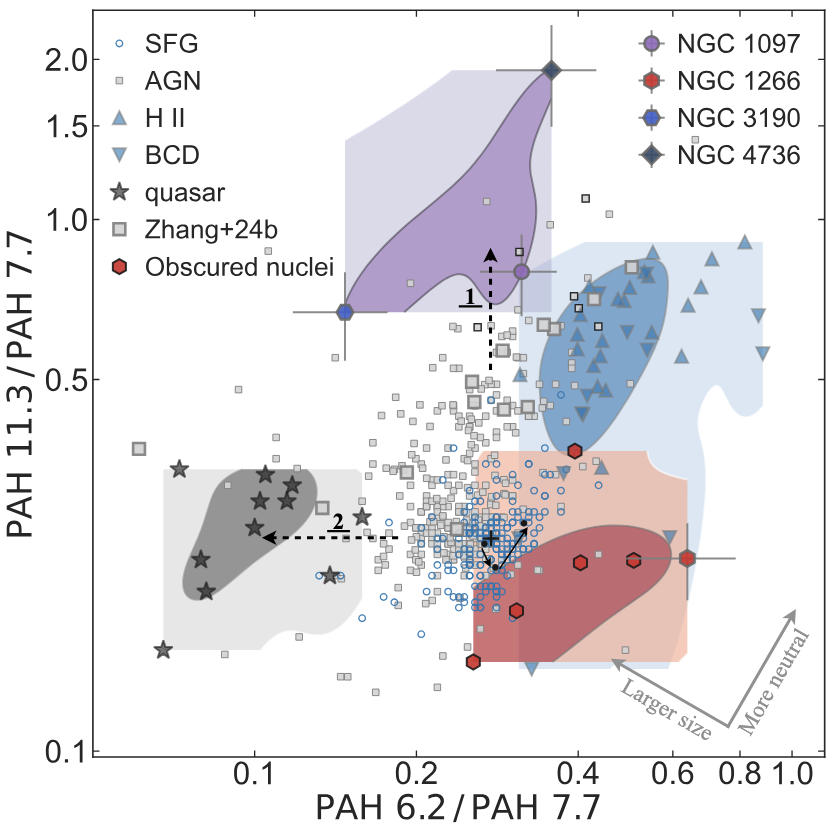 SFG
AGN
H II
BCD
quasar
Zhang+24b
Obscured nuclei
NGC 1097
NGC 1266
NGC 3190
NGC 4736
2.0
1.5
1.0
0.5
0.1
PAH 11.3 / PAH 7.7
1
2
Larger size
More neutral
0.1
0.2
0.4
0.6
0.8
1.0
PAH 6.2 / PAH 7.7